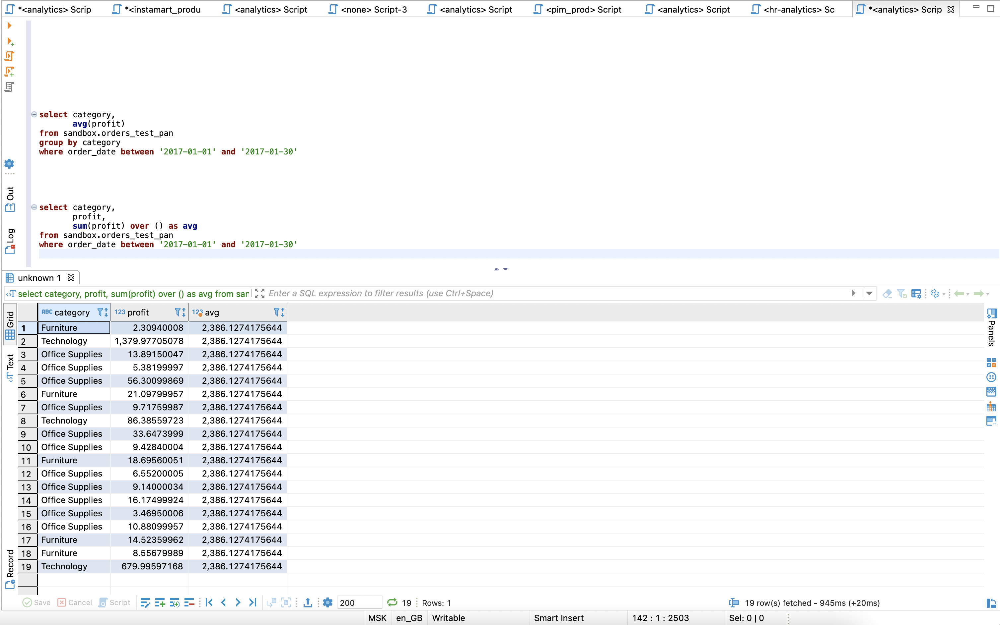 *<analytics> Scrip *<instamart_produ <analytics> Script <none> Script-3 <analytics> Script <pim_prod> Script <analytics> Script <hr-analytics> Sc *<analytics> Scrip
select category,
avg(profit)
from sandbox.orders_test_pan
group by category
where order_date between '2017-01-01' and '2017-01-30'
Out
select category,
profit,
sum(profit) over () as avg
from sandbox.orders_test_pan
where order_date between '2017-01-01' and '2017-01-30'
Log
unknown 1
select category, profit, sum(profit) over () as avg from sar Enter a SQL expression to filter results (use Ctrl+Space)
Grid
Text
Record
Panels
ABC category 123 profit 123 avg
1 Furniture 2.30940008 2,386.1274175644
2 Technology 1,379.97705078 2,386.1274175644
3 Office Supplies 13.89150047 2,386.1274175644
4 Office Supplies 5.38199997 2,386.1274175644
5 Office Supplies 56.30099869 2,386.1274175644
6 Furniture 21.09799957 2,386.1274175644
7 Office Supplies 9.71759987 2,386.1274175644
8 Technology 86.38559723 2,386.1274175644
9 Office Supplies 33.6473999 2,386.1274175644
10 Office Supplies 9.42840004 2,386.1274175644
11 Furniture 18.69560051 2,386.1274175644
12 Office Supplies 6.55200005 2,386.1274175644
13 Office Supplies 9.14000034 2,386.1274175644
14 Office Supplies 16.17499924 2,386.1274175644
15 Office Supplies 3.46950006 2,386.1274175644
16 Office Supplies 10.88099957 2,386.1274175644
17 Furniture 14.52359962 2,386.1274175644
18 Furniture 8.55679989 2,386.1274175644
19 Technology 679.99597168 2,386.1274175644
Save Cancel Script 200 19 Rows: 1 19 row(s) fetched - 945ms (+20ms)
MSK en_GB Writable Smart Insert 142 : 1 : 2503 Sel: 0 | 0